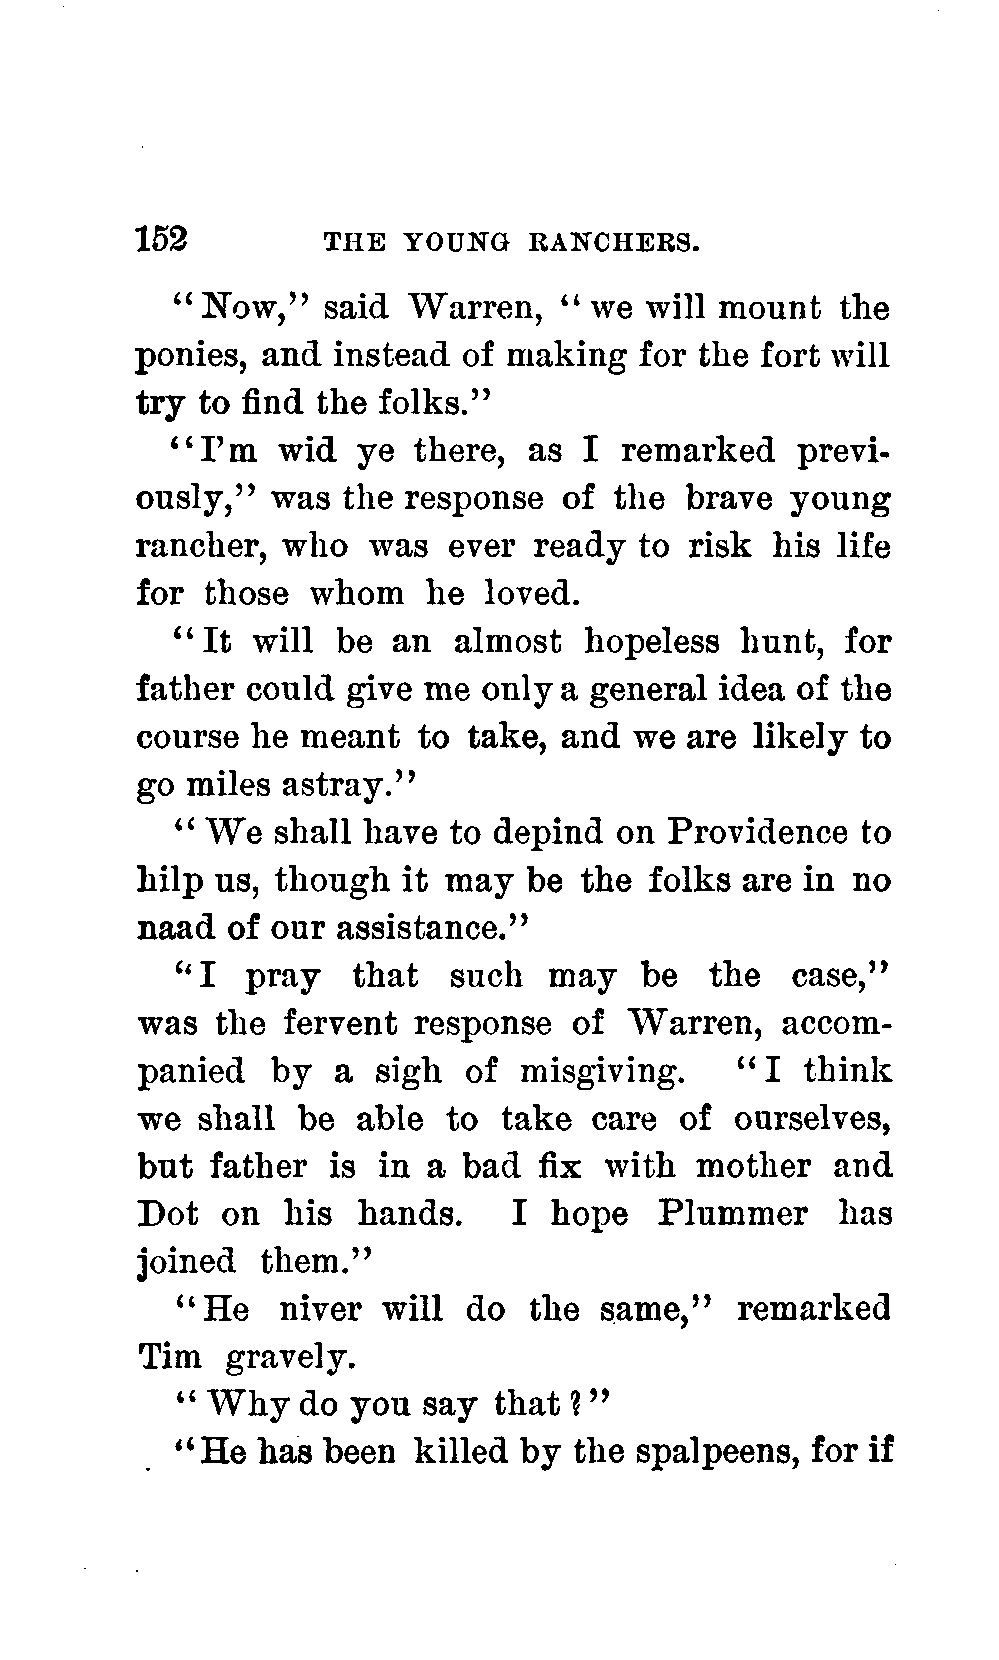 152 THE YOUNG RANCHERS.
"Now," said Warren, "we will mount the
ponies, and instead of making for the fort will
try to find the folks."
"I'm wid ye there, as I remarked previ-
ously," was the response of the brave young
rancher, who was ever ready to risk his life
for those whom he loved.
"It will be an almost hopeless hunt, for
father could give me only a general idea of the
course he meant to take, and we are likely to
go miles astray."
"We shall have to depind on Providence to
hilp us, though it may be the folks are in no
naad of our assistance."
"I pray that such may be the case,"
was the fervent response of Warren, accom-
panied by a sigh of misgiving. "I think
we shall be able to take care of ourselves,
but father is in a bad fix with mother and
Dot on his hands. I hope Plummer has
joined them."
"He niver will do the same," remarked
Tim gravely.
"Why do you say that?"
"He has been killed by the spalpeens, for if